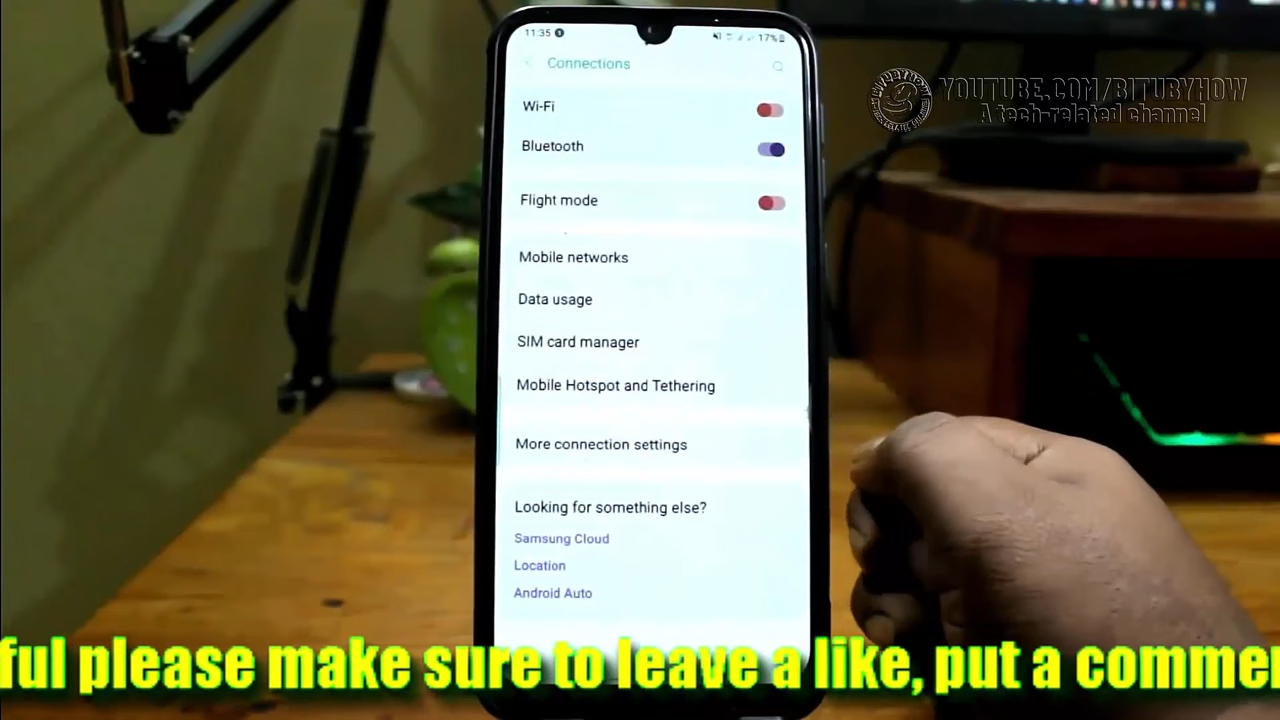 11:35
17%
Connections
Wi-Fi
Bluetooth
Flight mode
Mobile networks
Data usage
SIM card manager
Mobile Hotspot and Tethering
More connection settings
Looking for something else?
Samsung Cloud
Location
Android Auto
YOUTUBE.COM/BITUBYHOW
A tech-related channel
ful please make sure to leave a like, put a comme